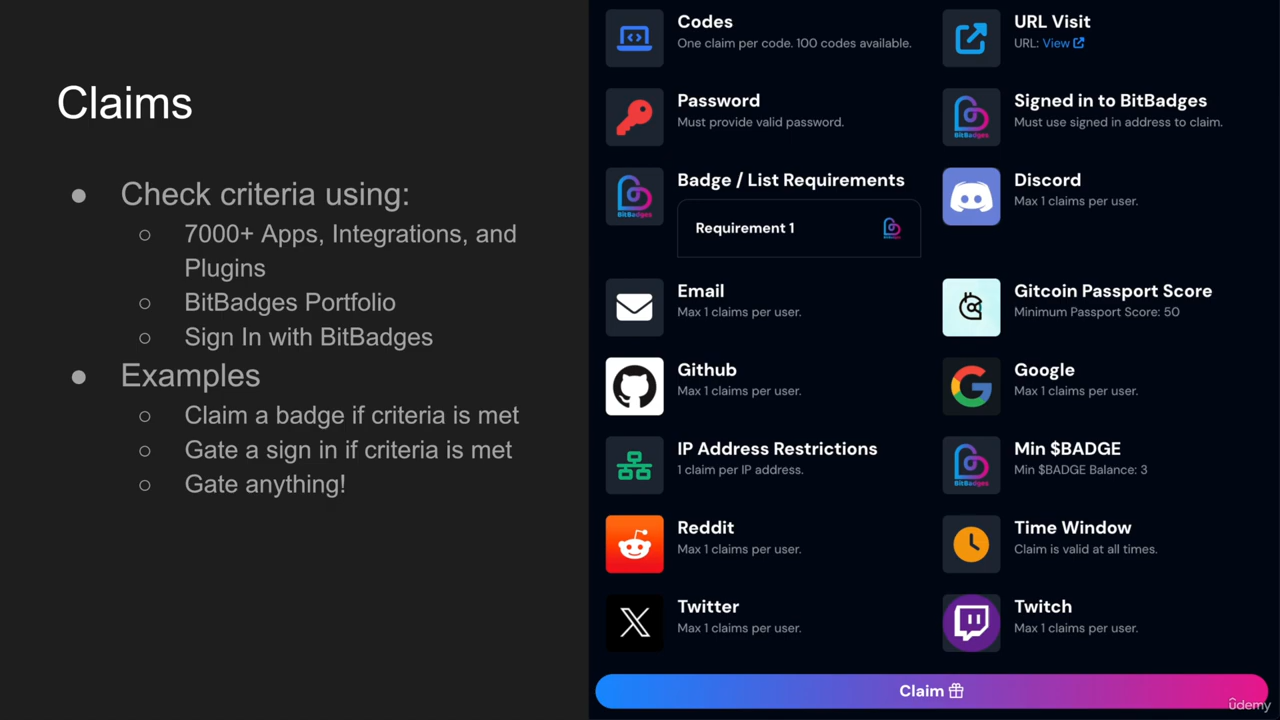 Claims
● Check criteria using:
○ 7000+ Apps, Integrations, and
Plugins
○ BitBadges Portfolio
○ Sign In with BitBadges
● Examples
○ Claim a badge if criteria is met
○ Gate a sign in if criteria is met
○ Gate anything!
Codes
One claim per code. 100 codes available.
URL Visit
URL: View
Password
Must provide valid password.
BitBadges
Signed in to BitBadges
Must use signed in address to claim.
BitBadges
Badge / List Requirements
Requirement 1
Discord
Max 1 claims per user.
Email
Max 1 claims per user.
Gitcoin Passport Score
Minimum Passport Score: 50
Github
Max 1 claims per user.
Google
Max 1 claims per user.
IP Address Restrictions
1 claim per IP address.
BitBadges
Min $BADGE
Min $BADGE Balance: 3
Reddit
Max 1 claims per user.
Time Window
Claim is valid at all times.
Twitter
Max 1 claims per user.
Twitch
Max 1 claims per user.
Claim
ûdemy